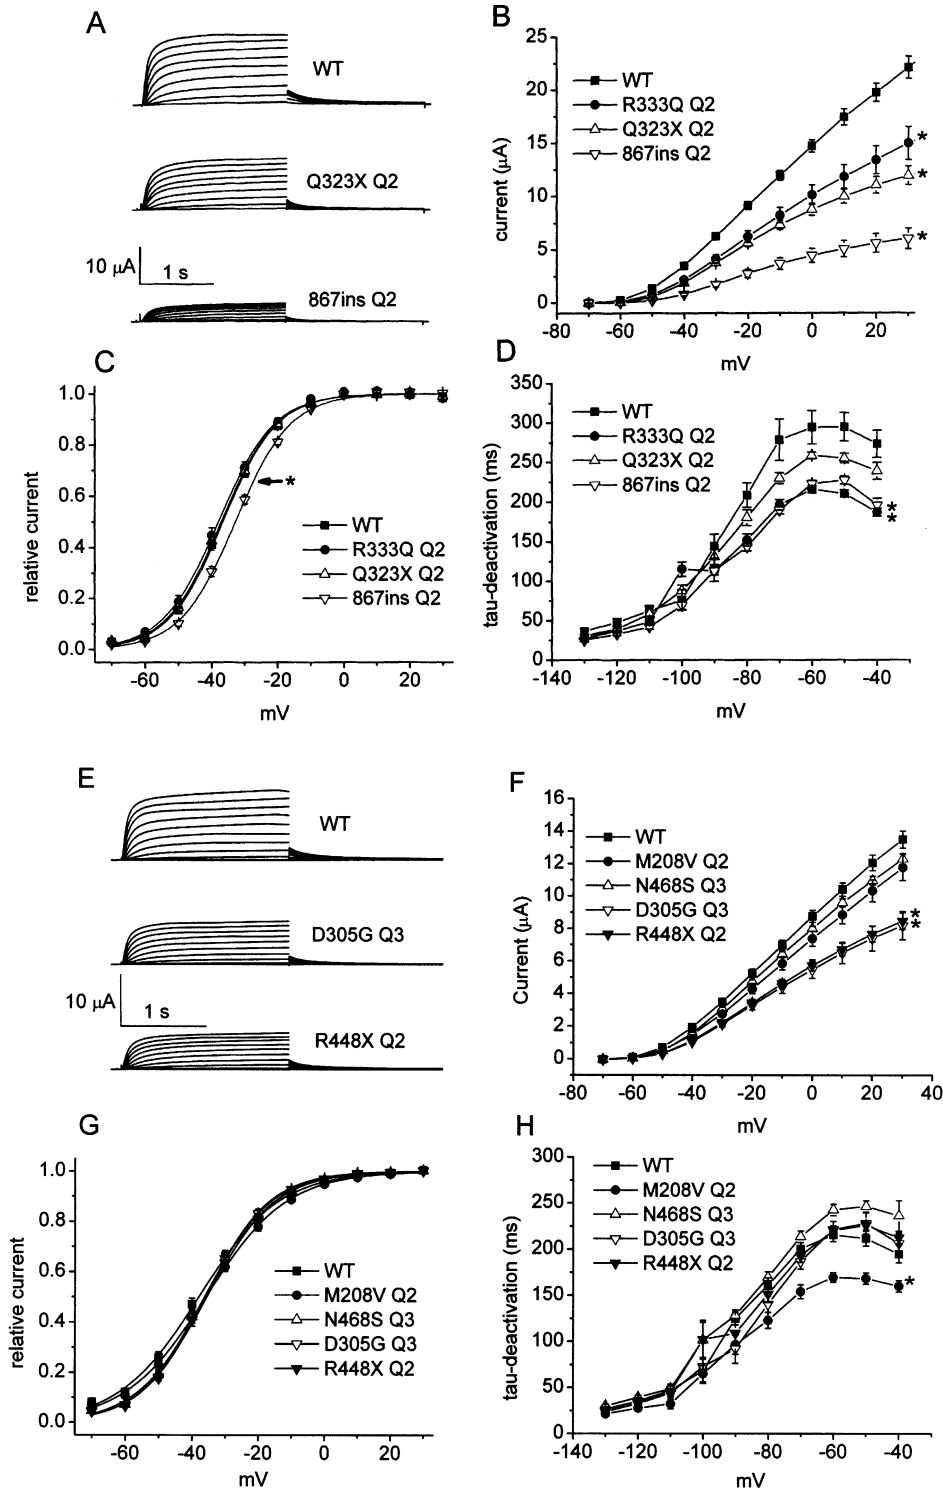 A
WT
Q323X Q2
10 μA
1 s
867ins Q2
B
25
20
15
10
5
0
current (μA)
WT
R333Q Q2
Q323X Q2
867ins Q2
*
*
*
-80 -60 -40 -20 0 20
mV
C
1.0
0.8
0.6
0.4
0.2
0.0
relative current
*
WT
R333Q Q2
Q323X Q2
867ins Q2
-60 -40 -20 0 20
mV
D
350
300
250
200
150
100
50
0
tau-deactivation (ms)
WT
R333Q Q2
Q323X Q2
867ins Q2
*
*
-140 -120 -100 -80 -60 -40
mV
E
WT
D305G Q3
10 μA
1 s
R448X Q2
F
16
14
12
10
8
6
4
2
0
Current (μA)
WT
M208V Q2
N468S Q3
D305G Q3
R448X Q2
*
*
-80 -60 -40 -20 0 20 40
mV
G
1.0
0.8
0.6
0.4
0.2
0.0
relative current
WT
M208V Q2
N468S Q3
D305G Q3
R448X Q2
-60 -40 -20 0 20
mV
H
300
250
200
150
100
50
0
tau-deactivation (ms)
WT
M208V Q2
N468S Q3
D305G Q3
R448X Q2
*
-140 -120 -100 -80 -60 -40
mV